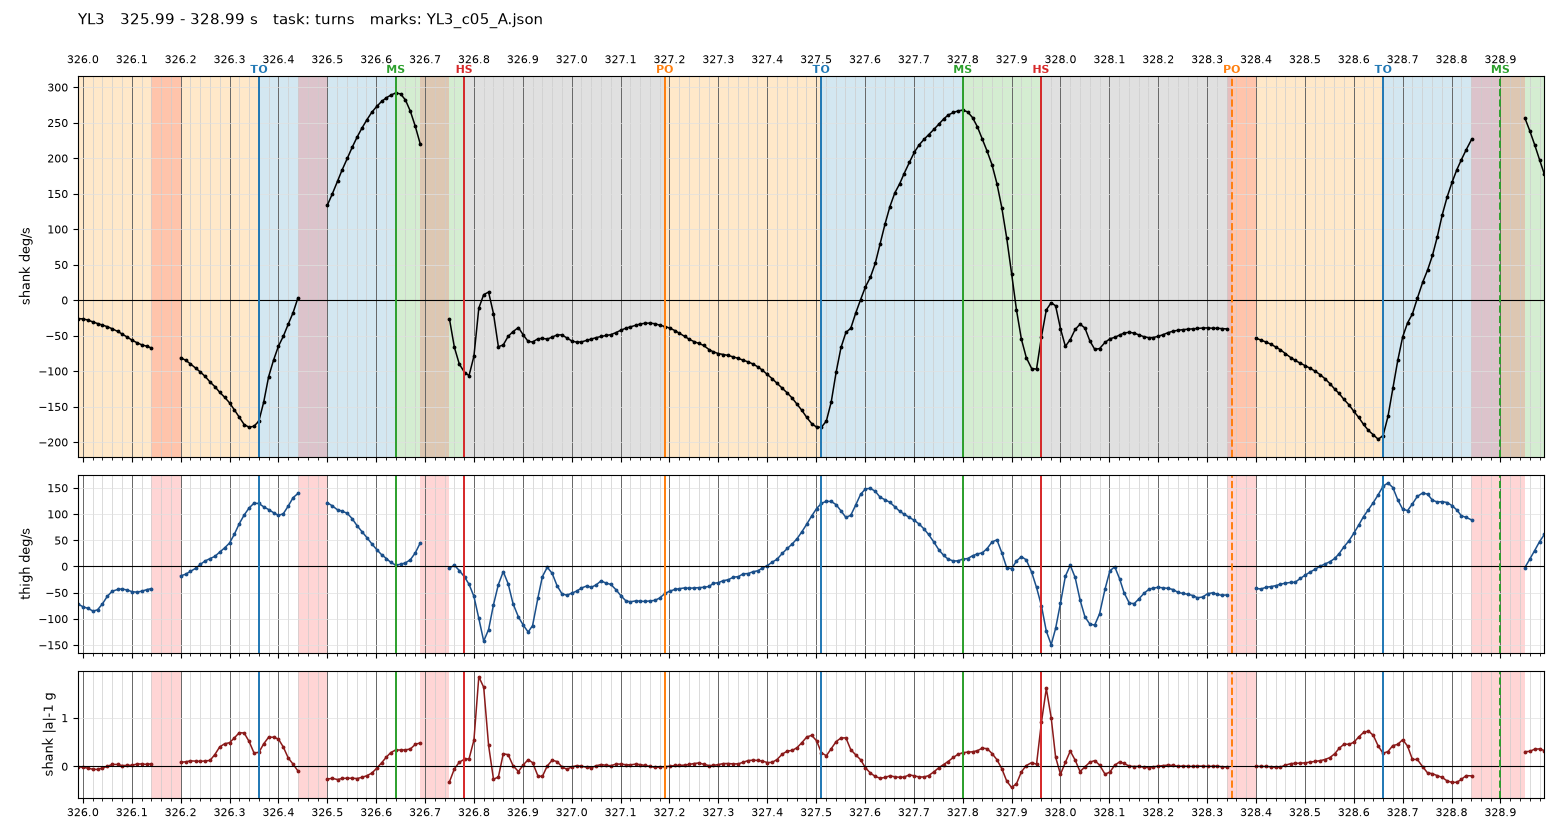 YL3   325.99 - 328.99 s   task: turns   marks: YL3_c05_A.json
326.0 326.1 326.2 326.3 326.4 326.5 326.6 326.7 326.8 326.9 327.0 327.1 327.2 327.3 327.4 327.5 327.6 327.7 327.8 327.9 328.0 328.1 328.2 328.3 328.4 328.5 328.6 328.7 328.8 328.9
TO MS HS PO TO MS HS PO TO MS
shank deg/s
300
250
200
150
100
50
0
−50
−100
−150
−200
thigh deg/s
150
100
50
0
−50
−100
−150
shank |a|-1 g
1
0
326.0 326.1 326.2 326.3 326.4 326.5 326.6 326.7 326.8 326.9 327.0 327.1 327.2 327.3 327.4 327.5 327.6 327.7 327.8 327.9 328.0 328.1 328.2 328.3 328.4 328.5 328.6 328.7 328.8 328.9